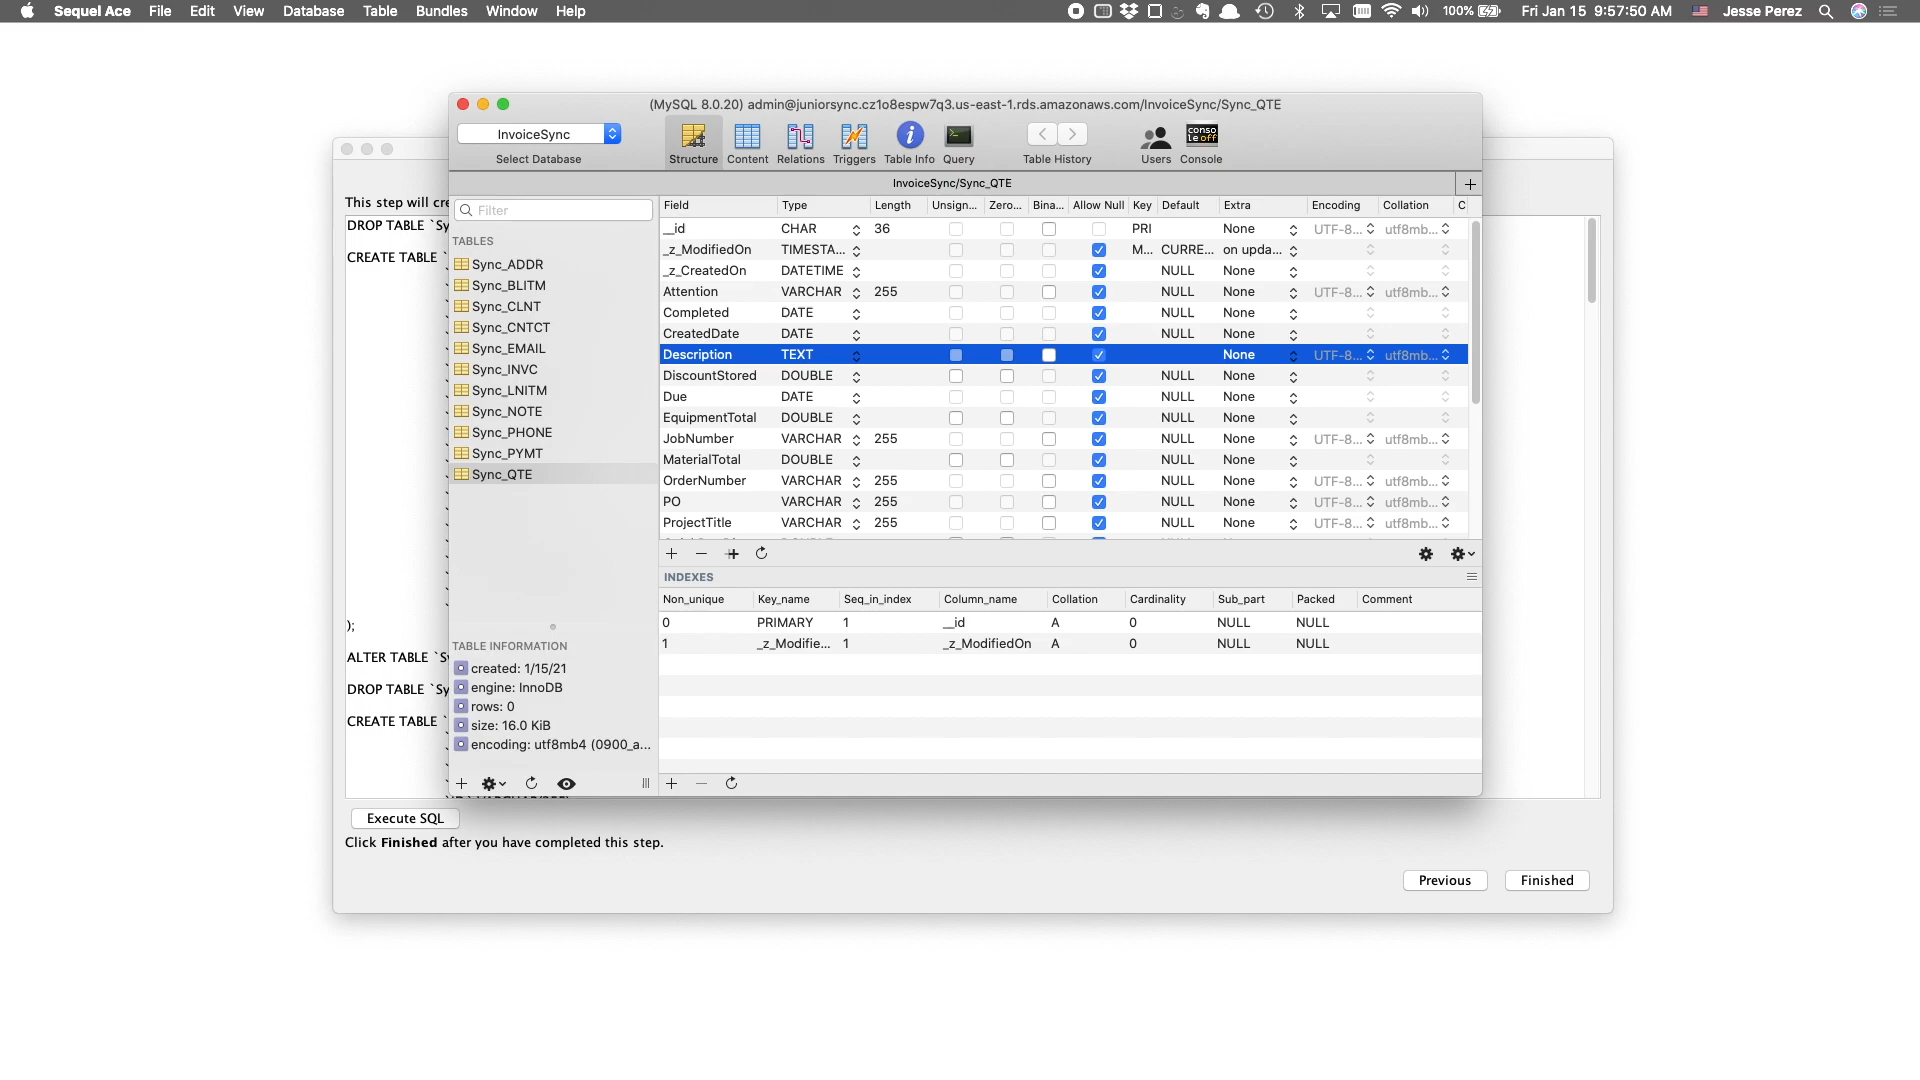 Sequel Ace File Edit View Database Table Bundles Window Help 100% Fri Jan 15 9:57:50 AM Jesse Perez
(MySQL 8.0.20) admin@juniorsync.cz1o8espw7q3.us-east-1.rds.amazonaws.com/InvoiceSync/Sync_QTE
InvoiceSync
Select Database
Structure Content Relations Triggers Table Info Query Table History Users Console
conso
le off
InvoiceSync/Sync_QTE
This step will cre
DROP TABLE `Sy
CREATE TABLE `
);
ALTER TABLE `Sy
DROP TABLE `Sy
CREATE TABLE `
Filter
TABLES
Sync_ADDR
Sync_BLITM
Sync_CLNT
Sync_CNTCT
Sync_EMAIL
Sync_INVC
Sync_LNITM
Sync_NOTE
Sync_PHONE
Sync_PYMT
Sync_QTE
TABLE INFORMATION
created: 1/15/21
engine: InnoDB
rows: 0
size: 16.0 KiB
encoding: utf8mb4 (0900_a...
Field Type Length Unsign... Zero... Bina... Allow Null Key Default Extra Encoding Collation C
__id CHAR 36 PRI None UTF-8... utf8mb...
_z_ModifiedOn TIMESTA... M... CURRE... on upda...
_z_CreatedOn DATETIME NULL None
Attention VARCHAR 255 NULL None UTF-8... utf8mb...
Completed DATE NULL None
CreatedDate DATE NULL None
Description TEXT None UTF-8... utf8mb...
DiscountStored DOUBLE NULL None
Due DATE NULL None
EquipmentTotal DOUBLE NULL None
JobNumber VARCHAR 255 NULL None UTF-8... utf8mb...
MaterialTotal DOUBLE NULL None
OrderNumber VARCHAR 255 NULL None UTF-8... utf8mb...
PO VARCHAR 255 NULL None UTF-8... utf8mb...
ProjectTitle VARCHAR 255 NULL None UTF-8... utf8mb...
INDEXES
Non_unique Key_name Seq_in_index Column_name Collation Cardinality Sub_part Packed Comment
0 PRIMARY 1 __id A 0 NULL NULL
1 _z_Modifie... 1 _z_ModifiedOn A 0 NULL NULL
Execute SQL
Click Finished after you have completed this step.
Previous Finished